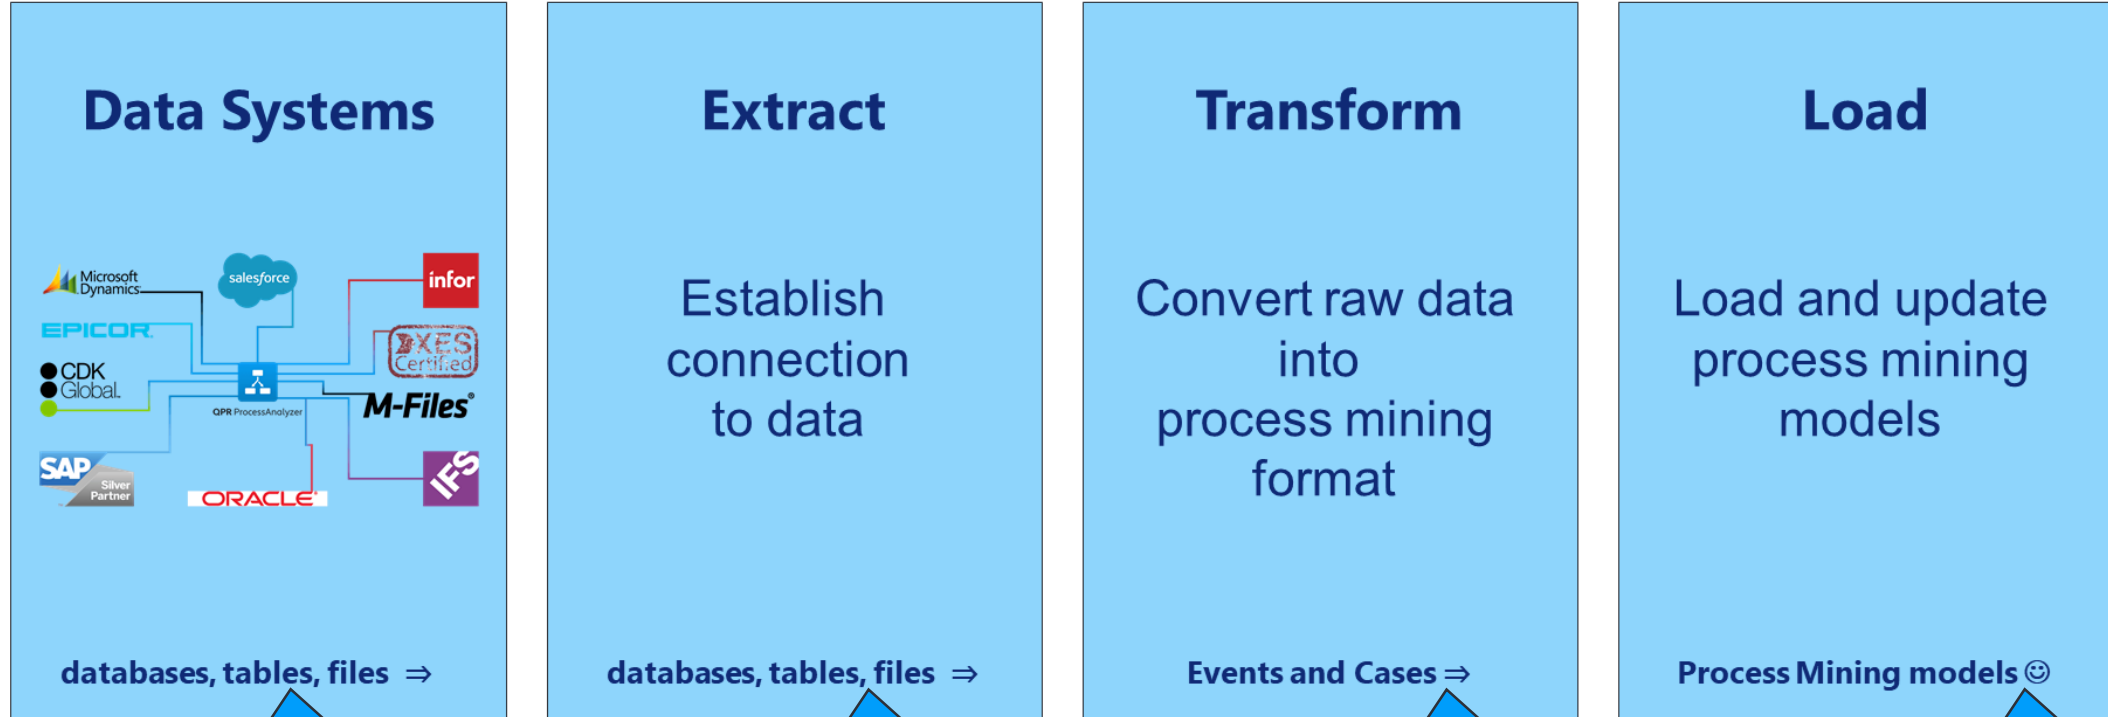 Data Systems
Microsoft
Dynamics
salesforce
infor
EPICOR
XES
Certified
CDK
Global.
QPR ProcessAnalyzer
M-Files®
SAP
Silver
Partner
ORACLE
IFS
databases, tables, files ⇒
Extract
Establish
connection
to data
databases, tables, files ⇒
Transform
Convert raw data
into
process mining
format
Events and Cases ⇒
Load
Load and update
process mining
models
Process Mining models ☺